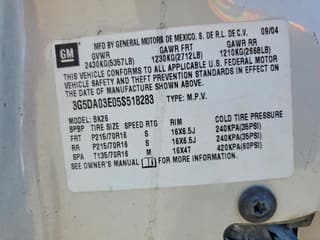 GM MFD BY GENERAL MOTORS DE MEXICO, S. DE R.L. DE C.V. 09/04
GVWR GAWR FRT GAWR RR
2430KG(5357LB) 1230KG(2712LB) 1210KG(2668LB)
THIS VEHICLE CONFORMS TO ALL APPLICABLE U.S. FEDERAL MOTOR
VEHICLE SAFETY AND THEFT PREVENTION STANDARDS IN EFFECT ON
THE DATE OF MANUFACTURE SHOWN ABOVE.
3G5DA03E05S518283 TYPE: M.P.V.
MODEL: BK26
BPBP TIRE SIZE SPEED RTG RIM COLD TIRE PRESSURE
FRT P215/70R16 S 16X6.5J 240KPA(35PSI)
RR P215/70R16 S 16X6.5J 240KPA(35PSI)
SPA T135/70R16 M 16X4T 420KPA(60PSI)
SEE OWNER'S MANUAL FOR ADDITIONAL INFORMATION.